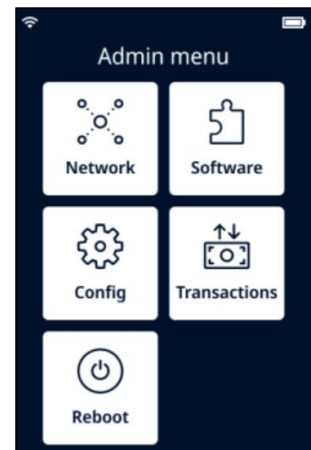 Admin menu
Network
Software
Config
Transactions
Reboot